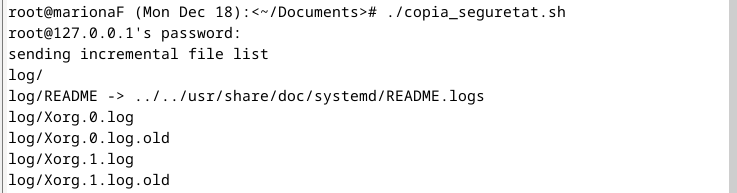 root@marionaF (Mon Dec 18):<~/Documents># ./copia_seguretat.sh
root@127.0.0.1's password:
sending incremental file list
log/
log/README -> ../../usr/share/doc/systemd/README.logs
log/Xorg.0.log
log/Xorg.0.log.old
log/Xorg.1.log
log/Xorg.1.log.old